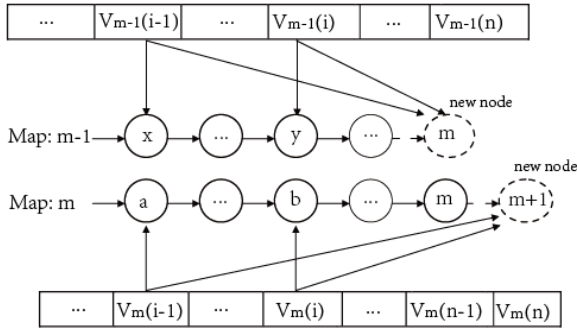 ... Vm-1(i-1) ... Vm-1(i) ... Vm-1(n)
new node
Map: m-1 x ... y ... m
new node
Map: m a ... b ... m m+1
... Vm(i-1) ... Vm(i) ... Vm(n-1) Vm(n)